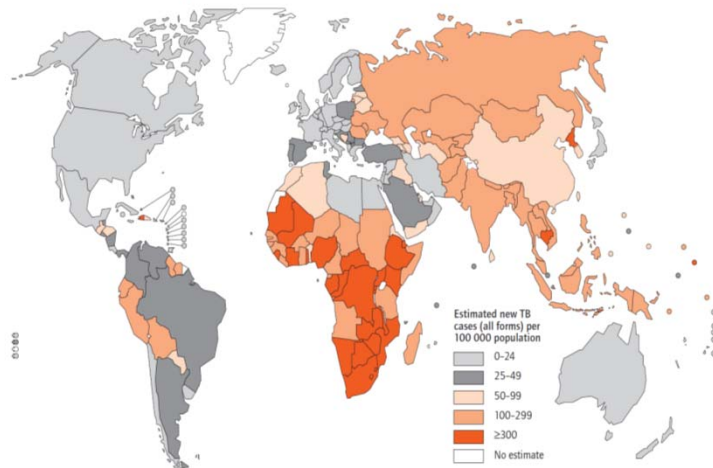 Estimated new TB
cases (all forms) per
100 000 population
0–24
25–49
50–99
100–299
≥300
No estimate